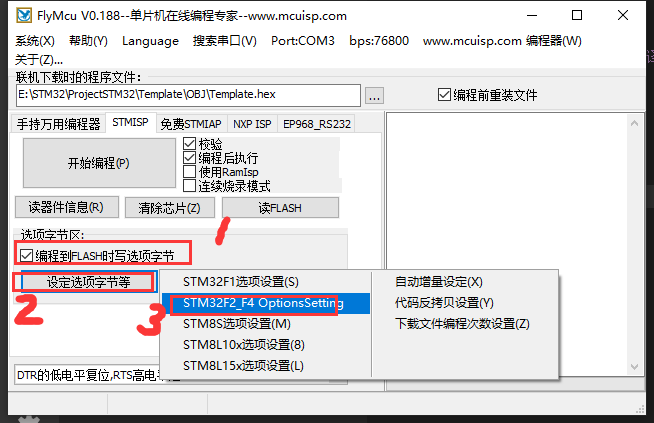 FlyMcu V0.188--单片机在线编程专家--www.mcuisp.com
系统(X) 帮助(Y) Language 搜索串口(V) Port:COM3 bps:76800 www.mcuisp.com 编程器(W)
关于(Z)...
联机下载时的程序文件：
E:\STM32\ProjectSTM32\Template\OBJ\Template.hex ... 编程前重装文件
手持万用编程器 STMISP 免费STMIAP NXP ISP EP968_RS232
开始编程(P)
校验
编程后执行
使用RamIsp
连续烧录模式
读器件信息(R) 清除芯片(Z) 读FLASH
1
选项字节区:
编程到FLASH时写选项字节
设定选项字节等
2
3
STM32F1选项设置(S)
STM32F2_F4 OptionsSetting
STM8S选项设置(M)
STM8L10x选项设置(8)
STM8L15x选项设置(L)
自动增量设定(X)
代码反拷贝设置(Y)
下载文件编程次数设置(Z)
DTR的低电平复位,RTS高电